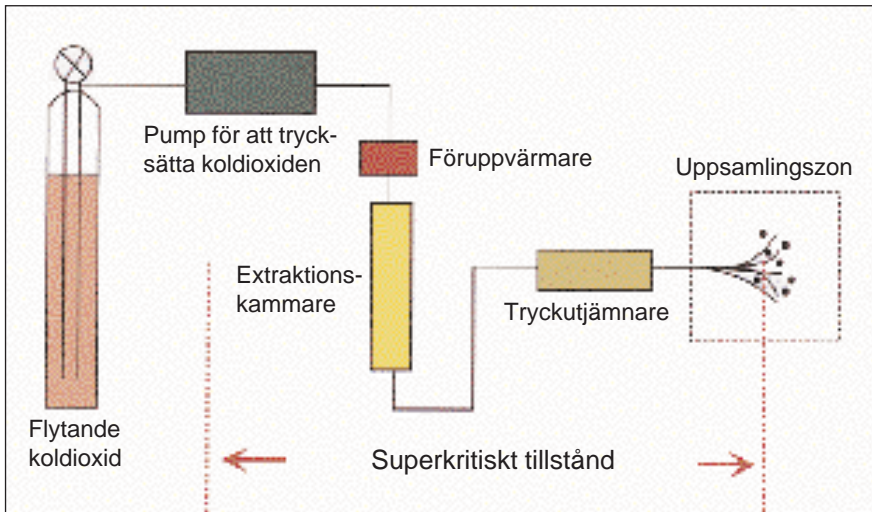 Pump för att tryck-
sätta koldioxiden
Föruppvärmare
Uppsamlingszon
Extraktions-
kammare
Tryckutjämnare
Flytande
koldioxid
Superkritiskt tillstånd